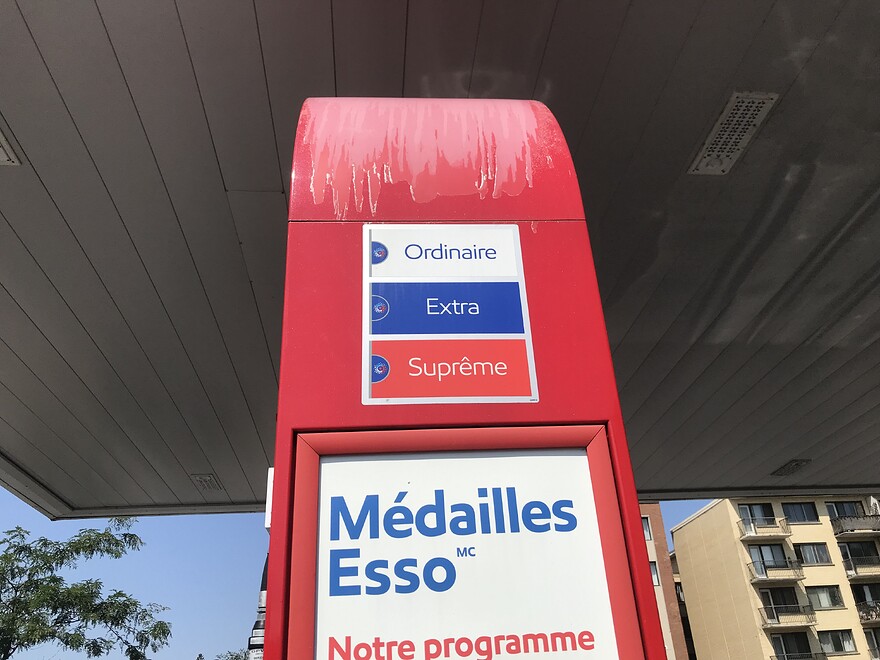 Ordinaire
Extra
Suprême
Médailles
Esso MC
Notre programme